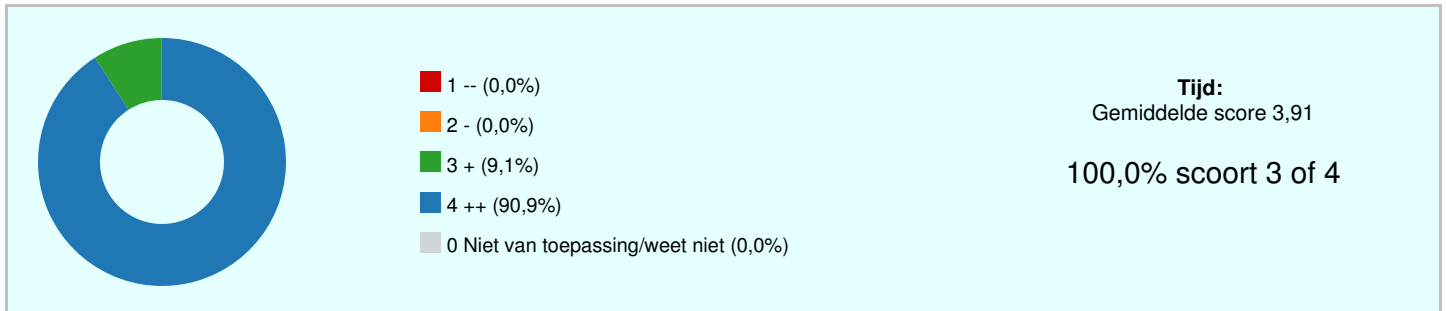 1 -- (0,0%)
2 - (0,0%)
3 + (9,1%)
4 ++ (90,9%)
0 Niet van toepassing/weet niet (0,0%)
Tijd:
Gemiddelde score 3,91
100,0% scoort 3 of 4